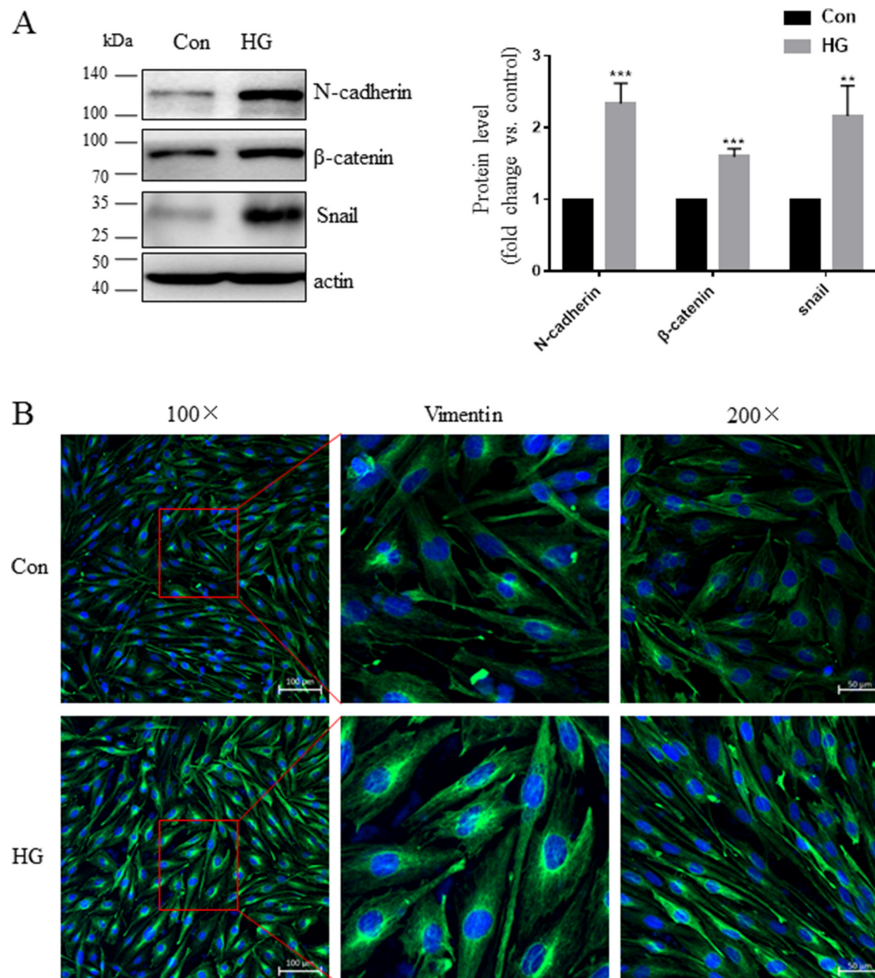 A
kDa
Con HG
140
100
N-cadherin
100
70
β-catenin
35
25
Snail
50
40
actin
Con
HG
Protein level
(fold change vs. control)
3
2
1
0
***
***
**
N-cadherin
β-catenin
snail
B
100× Vimentin 200×
Con
100 μm
50 μm
HG
100 μm
50 μm